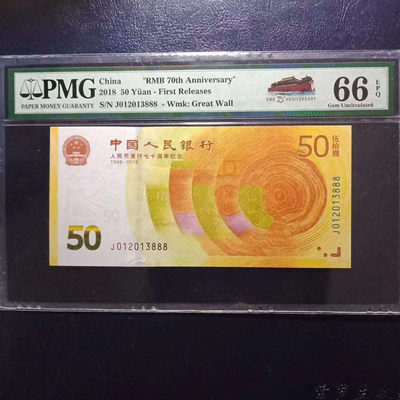 PMG
PAPER MONEY GUARANTY
China "RMB 70th Anniversary"
2018 50 Yüan - First Releases
S/N J012013888 - Wmk: Great Wall
RMB 70 ANNIVERSARY
66 EPQ
Gem Uncirculated
中国人民银行
人民币发行七十周年纪念
1948-2018
50
伍拾圆
50
J012013888
J012013888